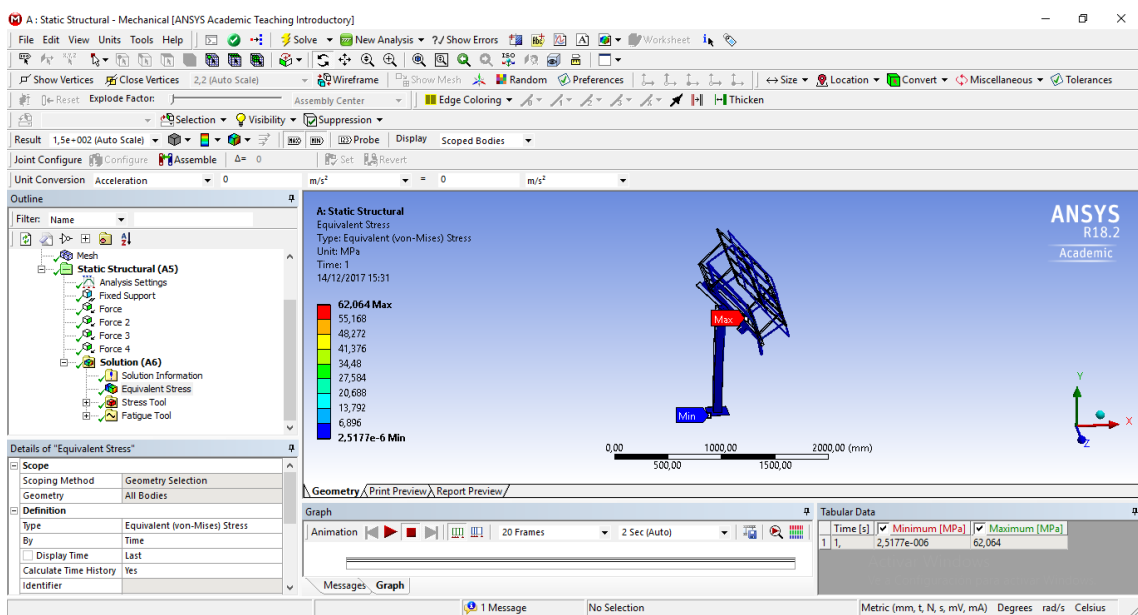 A : Static Structural - Mechanical [ANSYS Academic Teaching Introductory]
File Edit View Units Tools Help Solve New Analysis ?/ Show Errors Worksheet
Show Vertices Close Vertices 2,2 (Auto Scale) Wireframe Show Mesh Random Preferences Size Location Convert Miscellaneous Tolerances
Reset Explode Factor: Assembly Center Edge Coloring Thicken
Selection Visibility Suppression
Result 1,5e+002 (Auto Scale) MAX MIN Probe Display Scoped Bodies
Joint Configure Configure Assemble Δ= 0 Set Revert
Unit Conversion Acceleration 0 m/s² = 0 m/s²
Outline
Filter: Name
Mesh
Static Structural (A5)
Analysis Settings
Fixed Support
Force
Force 2
Force 3
Force 4
Solution (A6)
Solution Information
Equivalent Stress
Stress Tool
Fatigue Tool
Details of "Equivalent Stress"
Scope
Scoping Method Geometry Selection
Geometry All Bodies
Definition
Type Equivalent (von-Mises) Stress
By Time
Display Time Last
Calculate Time History Yes
Identifier
A: Static Structural
Equivalent Stress
Type: Equivalent (von-Mises) Stress
Unit: MPa
Time: 1
14/12/2017 15:31
62,064 Max
55,168
48,272
41,376
34,48
27,584
20,688
13,792
6,896
2,5177e-6 Min
ANSYS
R18.2
Academic
Max
Min
0,00 1000,00 2000,00 (mm)
500,00 1500,00
Y
X
Z
Geometry Print Preview Report Preview
Graph
Animation 20 Frames 2 Sec (Auto)
Messages Graph
Tabular Data
Time [s] Minimum [MPa] Maximum [MPa]
1 1, 2,5177e-006 62,064
1 Message No Selection Metric (mm, t, N, s, mV, mA) Degrees rad/s Celsius